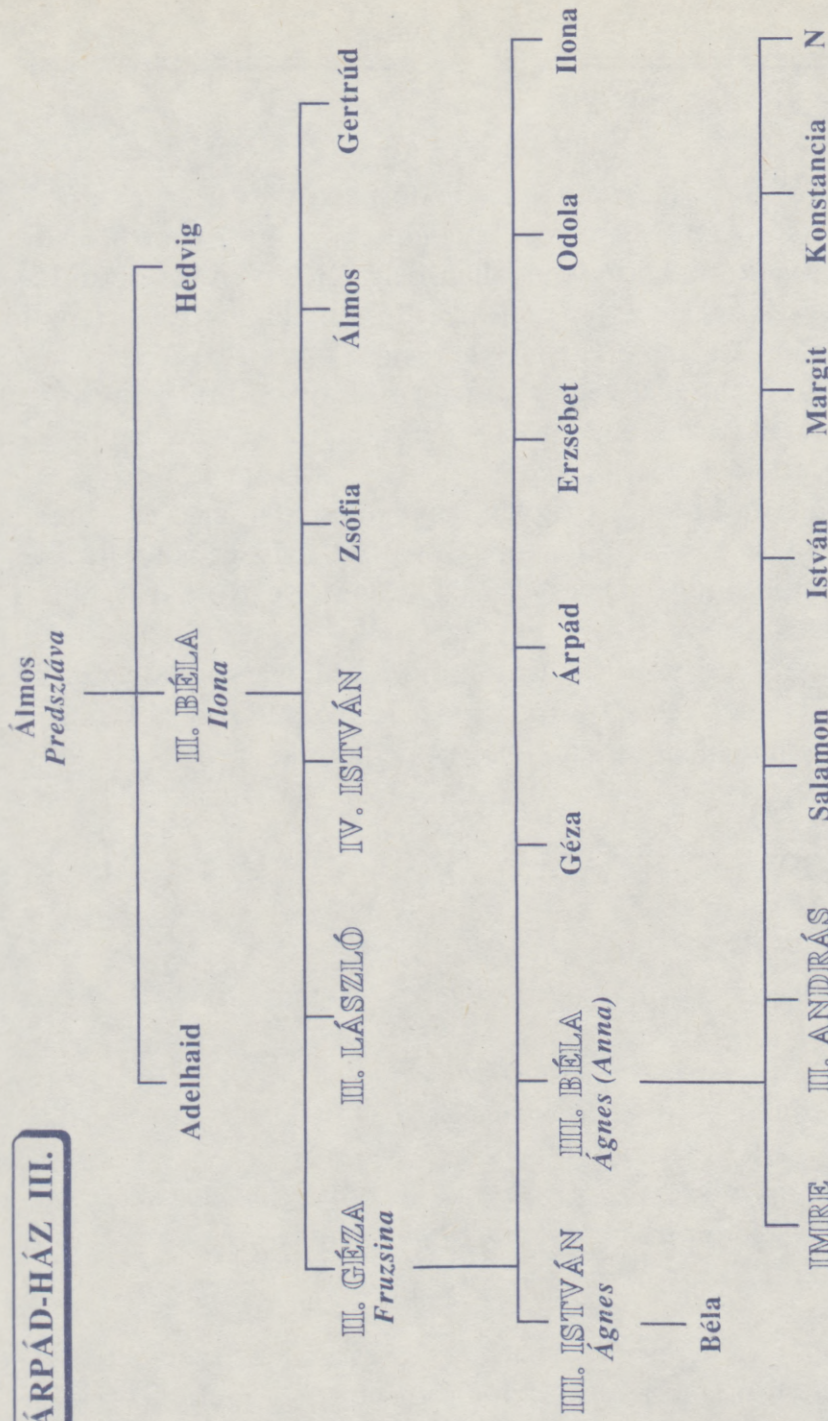 ÁRPÁD-HÁZ III.
Álmos
Predszláva
Adelhaid II. BÉLA Hedvig
Ilona
II. GÉZA III. LÁSZLÓ IV. ISTVÁN Zsófia Álmos Gertrúd
Fruzsina
III. ISTVÁN III. BÉLA Géza Árpád Erzsébet Odola Ilona
Ágnes Ágnes (Anna)
Béla
IMRE II. ANDRÁS Salamon István Margit Konstancia N